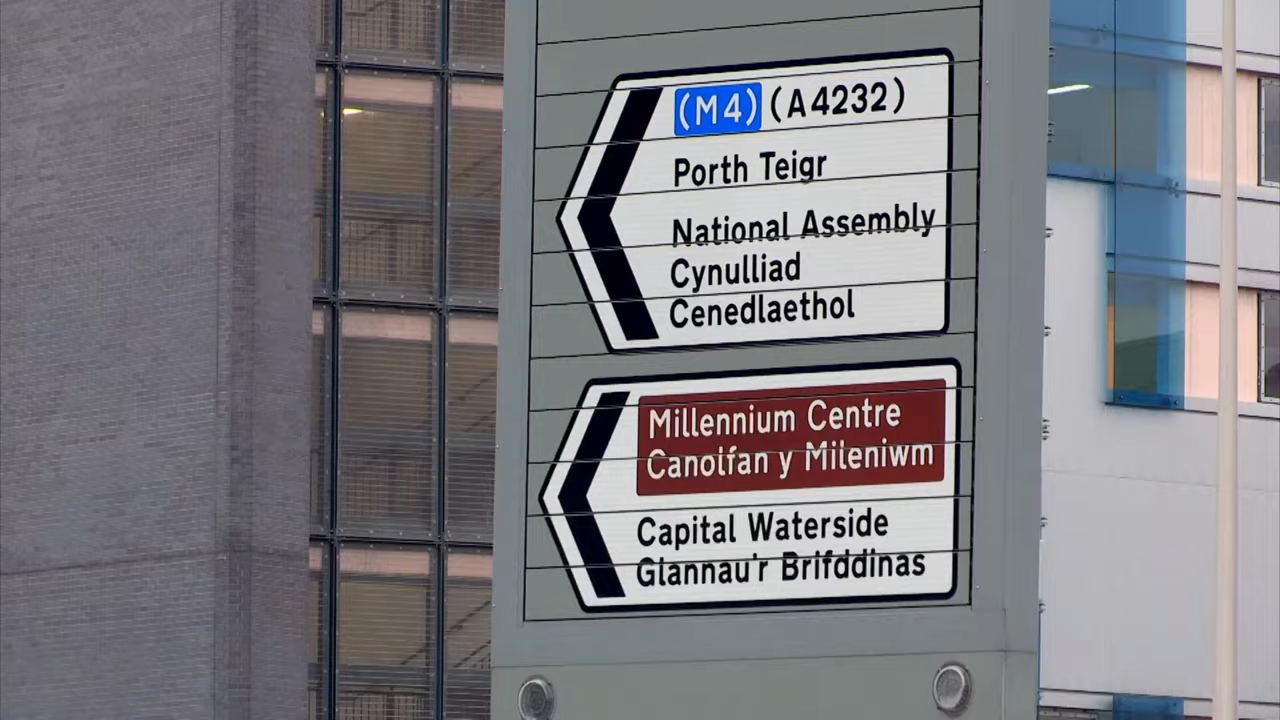 (M4) (A4232)
Porth Teigr
National Assembly
Cynulliad
Cenedlaethol
Millennium Centre
Canolfan y Mileniwm
Capital Waterside
Glannau'r Brifddinas